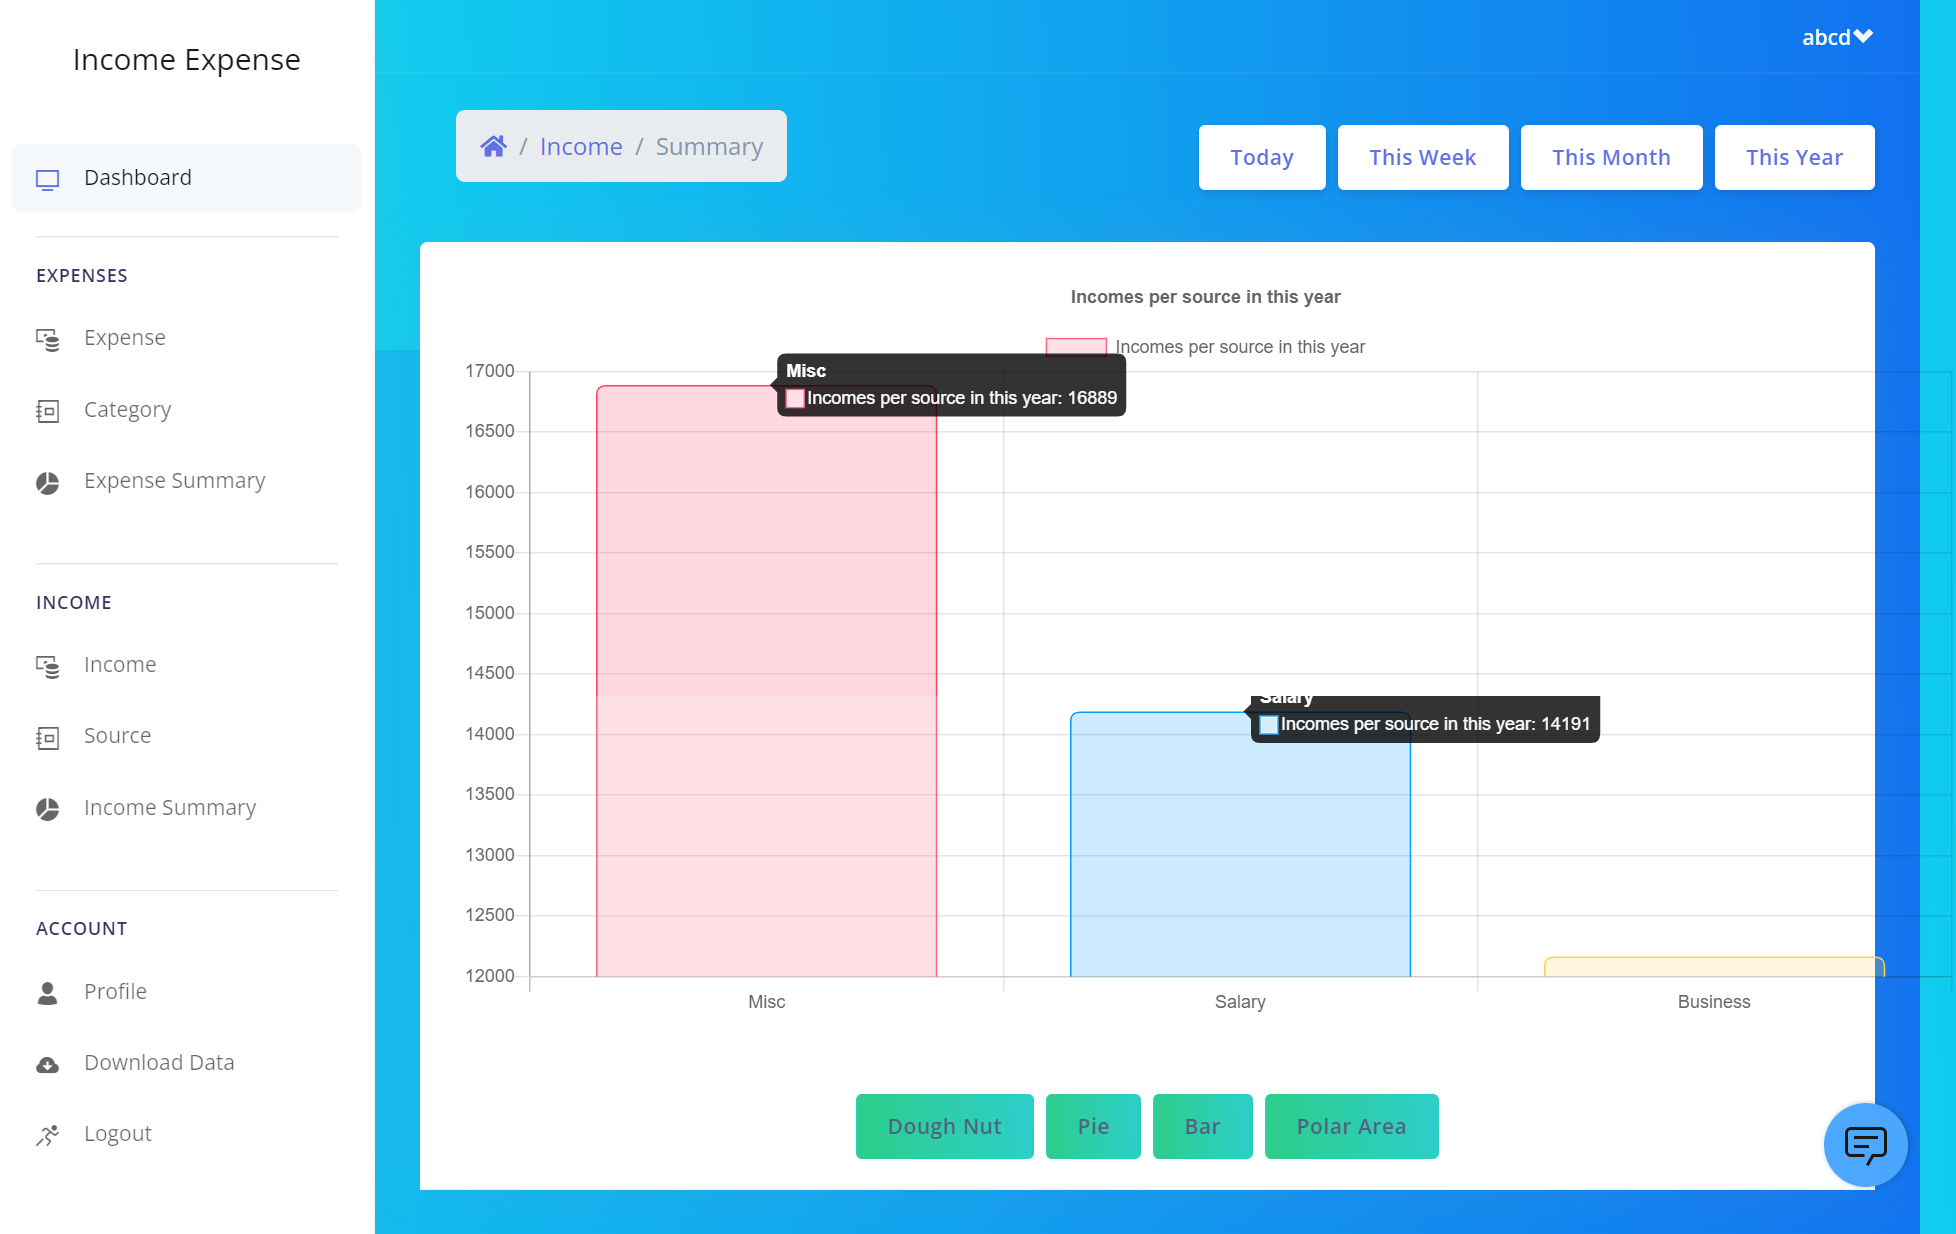 Income Expense
Dashboard
EXPENSES
Expense
Category
Expense Summary
INCOME
Income
Source
Income Summary
ACCOUNT
Profile
Download Data
Logout
abcd
/ Income / Summary
Today
This Week
This Month
This Year
Incomes per source in this year
Incomes per source in this year
Misc
Incomes per source in this year: 16889
Salary
Incomes per source in this year: 14191
17000
16500
16000
15500
15000
14500
14000
13500
13000
12500
12000
Misc
Salary
Business
Dough Nut
Pie
Bar
Polar Area